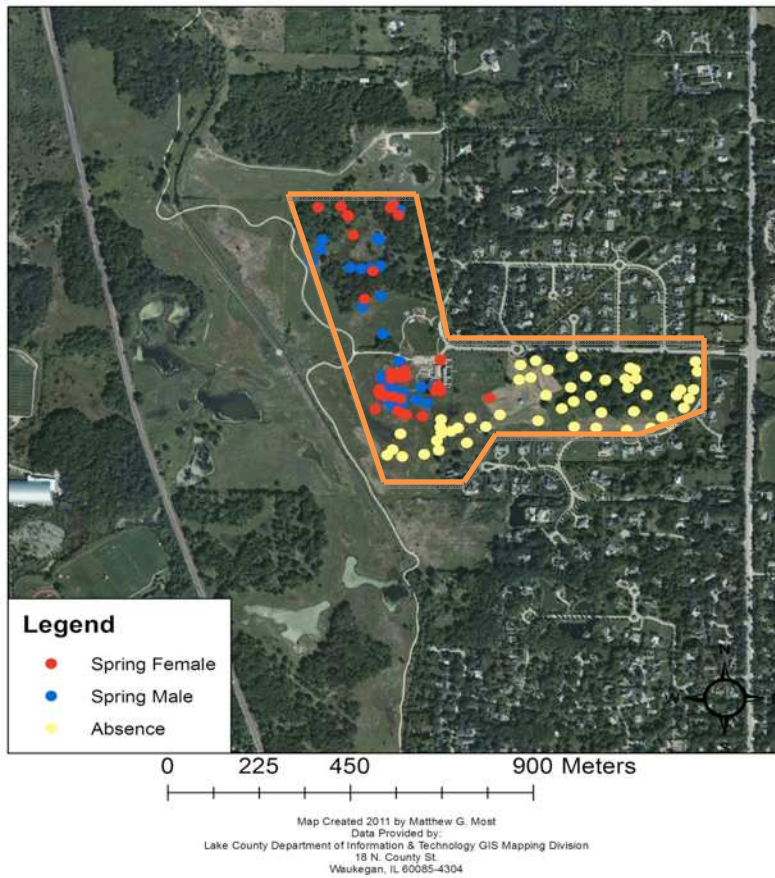 Legend
Spring Female
Spring Male
Absence
N
W
E
S
0 225 450 900 Meters
Map Created 2011 by Matthew G. Most
Data Provided by:
Lake County Department of Information & Technology GIS Mapping Division
18 N. County St.
Waukegan, IL 60085-4304